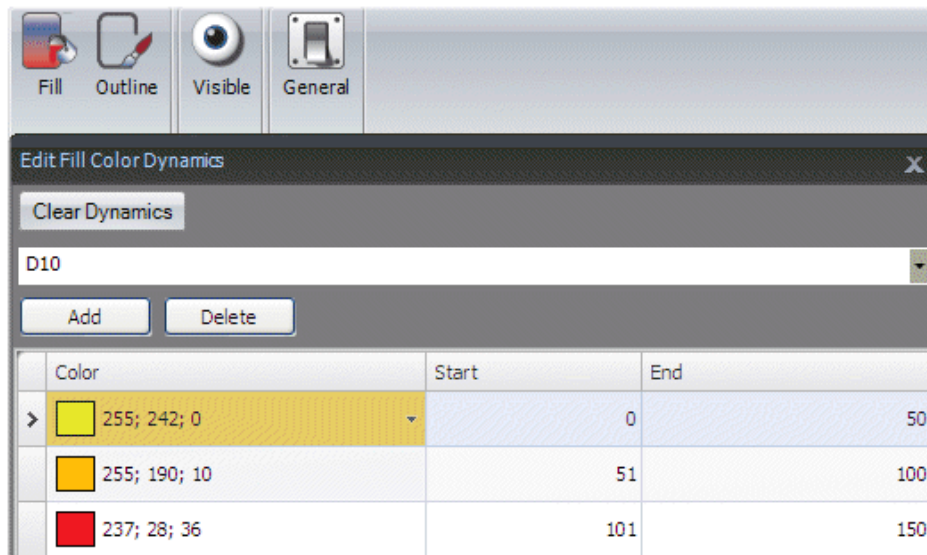 Fill Outline Visible General
Edit Fill Color Dynamics X
Clear Dynamics
D10
Add Delete
Color Start End
255; 242; 0 0 50
255; 190; 10 51 100
237; 28; 36 101 150